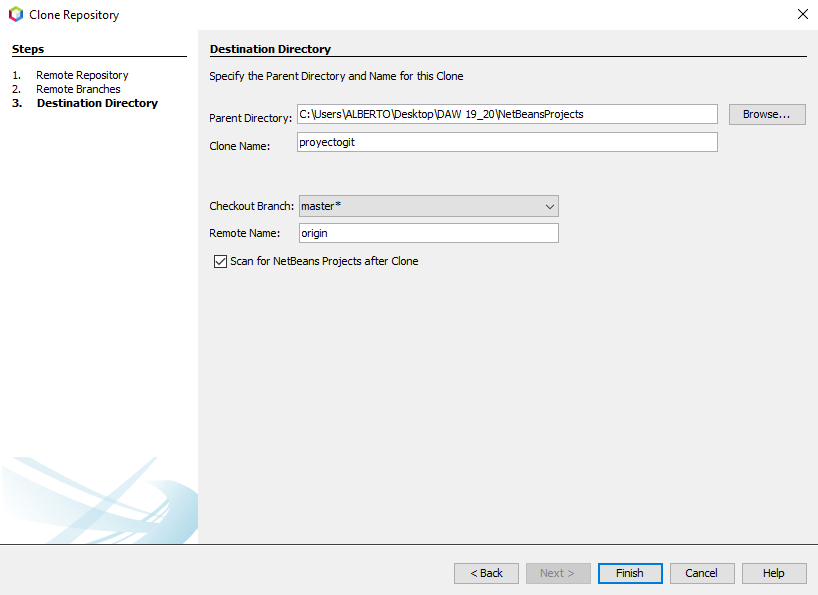 Clone Repository
Steps
1. Remote Repository
2. Remote Branches
3. Destination Directory
Destination Directory
Specify the Parent Directory and Name for this Clone
Parent Directory: C:\Users\ALBERTO\Desktop\DAW 19_20\NetBeansProjects Browse...
Clone Name: proyectogit
Checkout Branch: master*
Remote Name: origin
Scan for NetBeans Projects after Clone
< Back Next > Finish Cancel Help